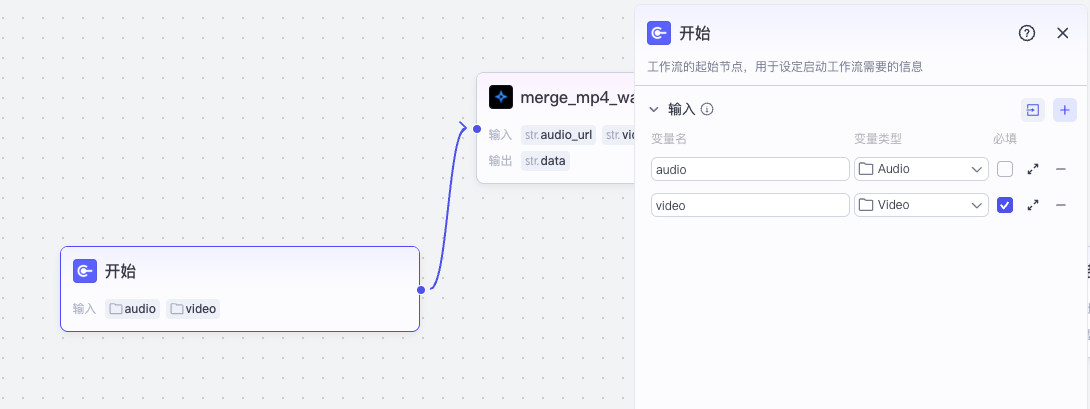 merge_mp4_wa
输入 str.audio_url str.vid
输出 str.data
开始
输入 audio video
开始
工作流的起始节点，用于设定启动工作流需要的信息
输入
变量名 变量类型 必填
audio Audio
video Video